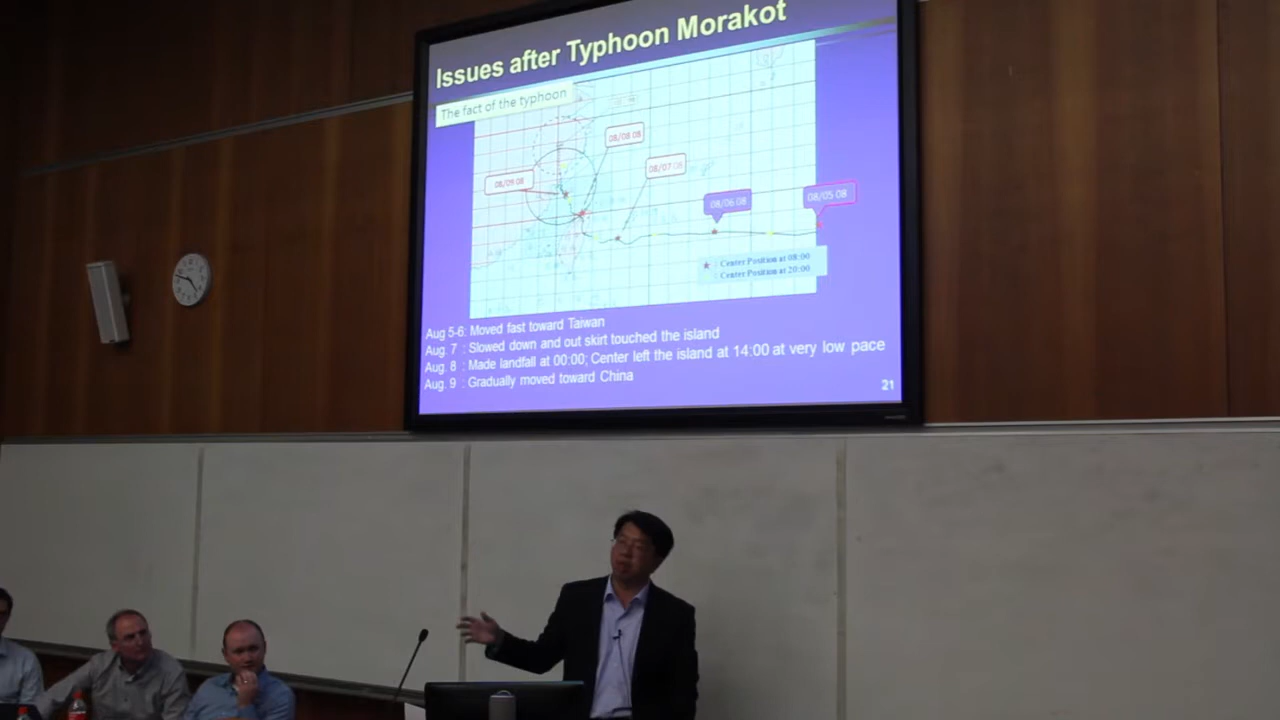 Issues after Typhoon Morakot
21
The fact of the typhoon
08/08 08
08/07 08
08/09 08
08/06 08
08/05 08
Center Position at 08:00
: Center Position at 20:00
Aug 5-6: Moved fast toward Taiwan
Aug. 7 : Slowed down and out skirt touched the island
Aug. 8 : Made landfall at 00:00; Center left the island at 14:00 at very low pace
Aug. 9 : Gradually moved toward China
21